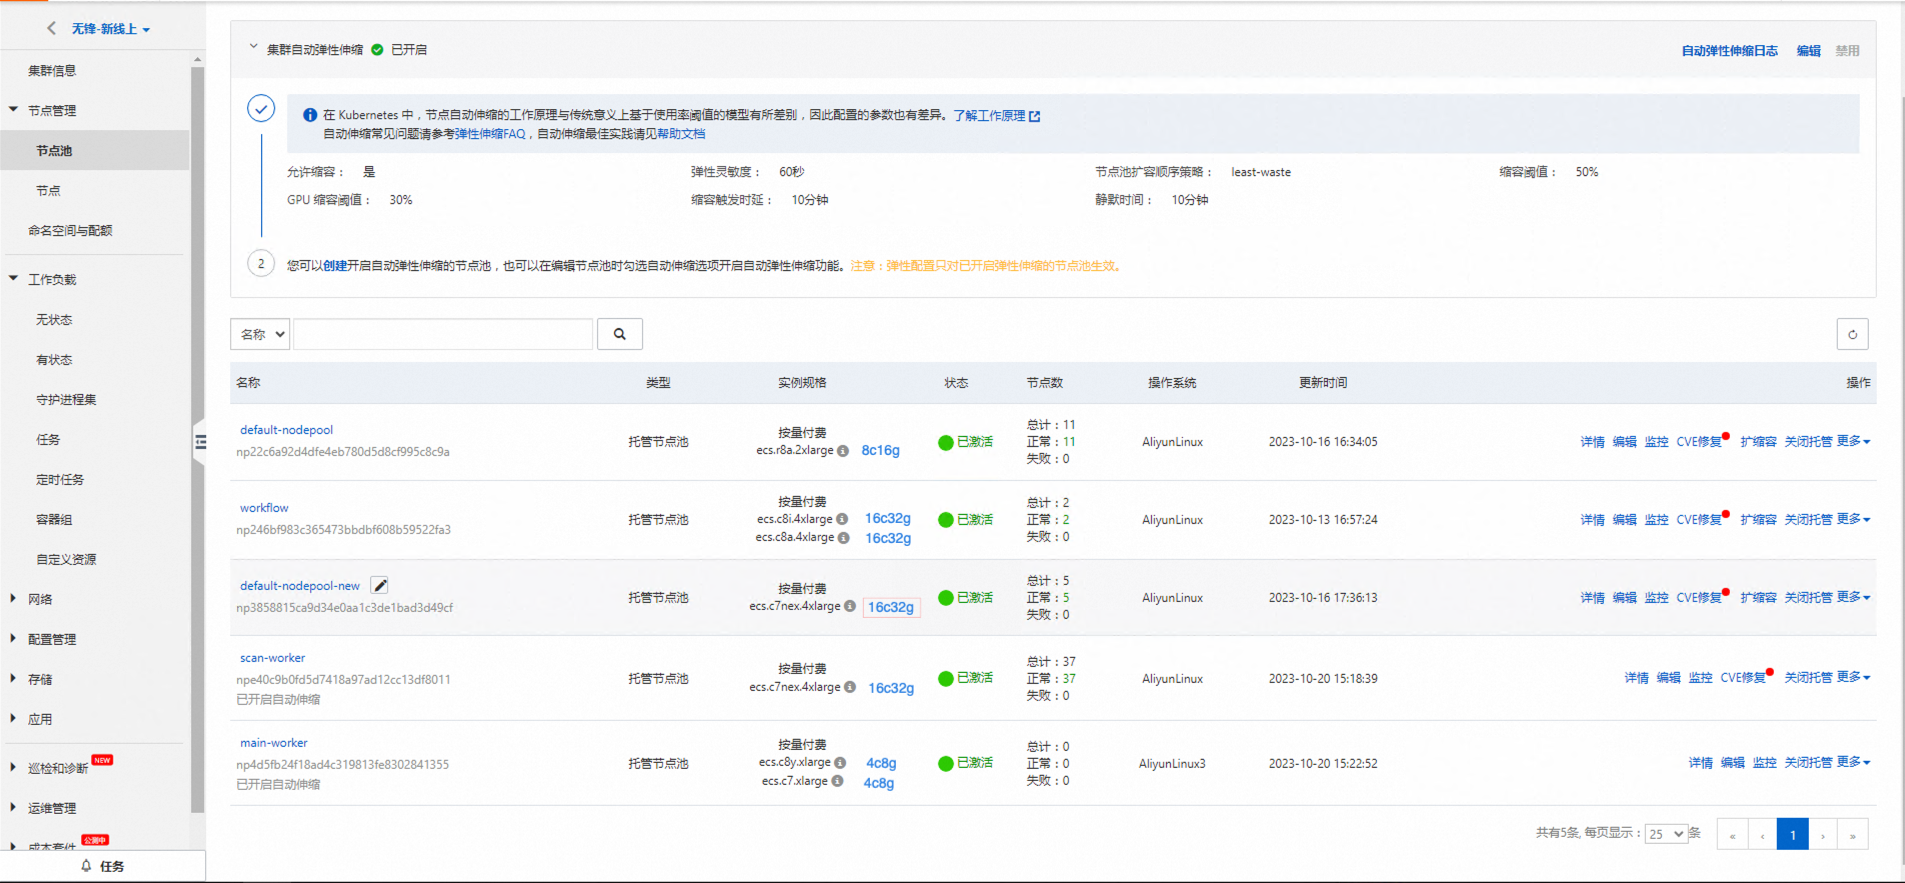 无锋-新线上
集群信息
节点管理
节点池
节点
命名空间与配额
工作负载
无状态
有状态
守护进程集
任务
定时任务
容器组
自定义资源
网络
配置管理
存储
应用
巡检和诊断 NEW
运维管理
成本套件 公测中
任务
集群自动弹性伸缩 已开启
自动弹性伸缩日志 编辑 禁用
在 Kubernetes 中，节点自动伸缩的工作原理与传统意义上基于使用率阈值的模型有所差别，因此配置的参数也有差异。了解工作原理
自动伸缩常见问题请参考弹性伸缩FAQ，自动伸缩最佳实践请见帮助文档
允许缩容： 是 弹性灵敏度： 60秒 节点池扩容顺序策略： least-waste 缩容阈值： 50%
GPU 缩容阈值： 30% 缩容触发时延： 10分钟 静默时间： 10分钟
2 您可以创建开启自动弹性伸缩的节点池，也可以在编辑节点池时勾选自动伸缩选项开启自动弹性伸缩功能。注意：弹性配置只对已开启弹性伸缩的节点池生效。
名称
名称 类型 实例规格 状态 节点数 操作系统 更新时间 操作
default-nodepool
np22c6a92d4dfe4eb780d5d8cf995c8c9a
托管节点池
按量付费
ecs.r8a.2xlarge 8c16g
已激活
总计：11
正常：11
失败：0
AliyunLinux
2023-10-16 16:34:05
详情 编辑 监控 CVE修复 扩缩容 关闭托管 更多
workflow
np246bf983c365473bbdbf608b59522fa3
托管节点池
按量付费
ecs.c8i.4xlarge 16c32g
ecs.c8a.4xlarge 16c32g
已激活
总计：2
正常：2
失败：0
AliyunLinux
2023-10-13 16:57:24
详情 编辑 监控 CVE修复 扩缩容 关闭托管 更多
default-nodepool-new
np3858815ca9d34e0aa1c3de1bad3d49cf
托管节点池
按量付费
ecs.c7nex.4xlarge 16c32g
已激活
总计：5
正常：5
失败：0
AliyunLinux
2023-10-16 17:36:13
详情 编辑 监控 CVE修复 扩缩容 关闭托管 更多
scan-worker
npe40c9b0fd5d7418a97ad12cc13df8011
已开启自动伸缩
托管节点池
按量付费
ecs.c7nex.4xlarge 16c32g
已激活
总计：37
正常：37
失败：0
AliyunLinux
2023-10-20 15:18:39
详情 编辑 监控 CVE修复 关闭托管 更多
main-worker
np4d5fb24f18ad4c319813fe8302841355
已开启自动伸缩
托管节点池
按量付费
ecs.c8y.xlarge 4c8g
ecs.c7.xlarge 4c8g
已激活
总计：0
正常：0
失败：0
AliyunLinux3
2023-10-20 15:22:52
详情 编辑 监控 关闭托管 更多
共有5条, 每页显示：25 条 « ‹ 1 › »